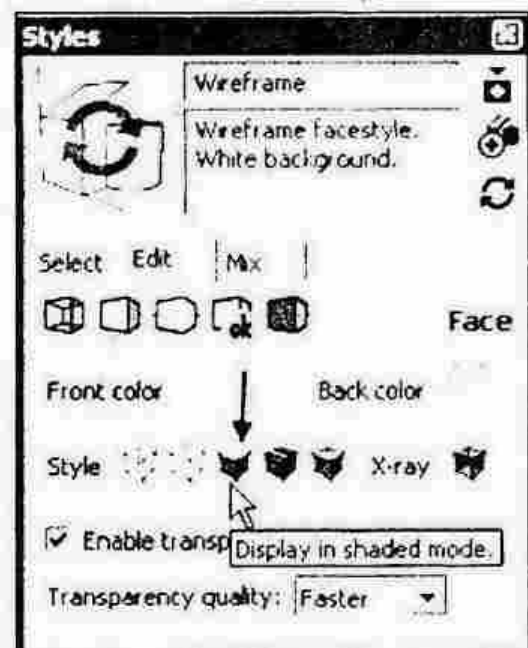 Styles
Wireframe
Wireframe facestyle.
White background.
Select Edit Mix
Face
Front color Back color
Style X-ray
Enable transp
Display in shaded mode.
Transparency quality: Faster